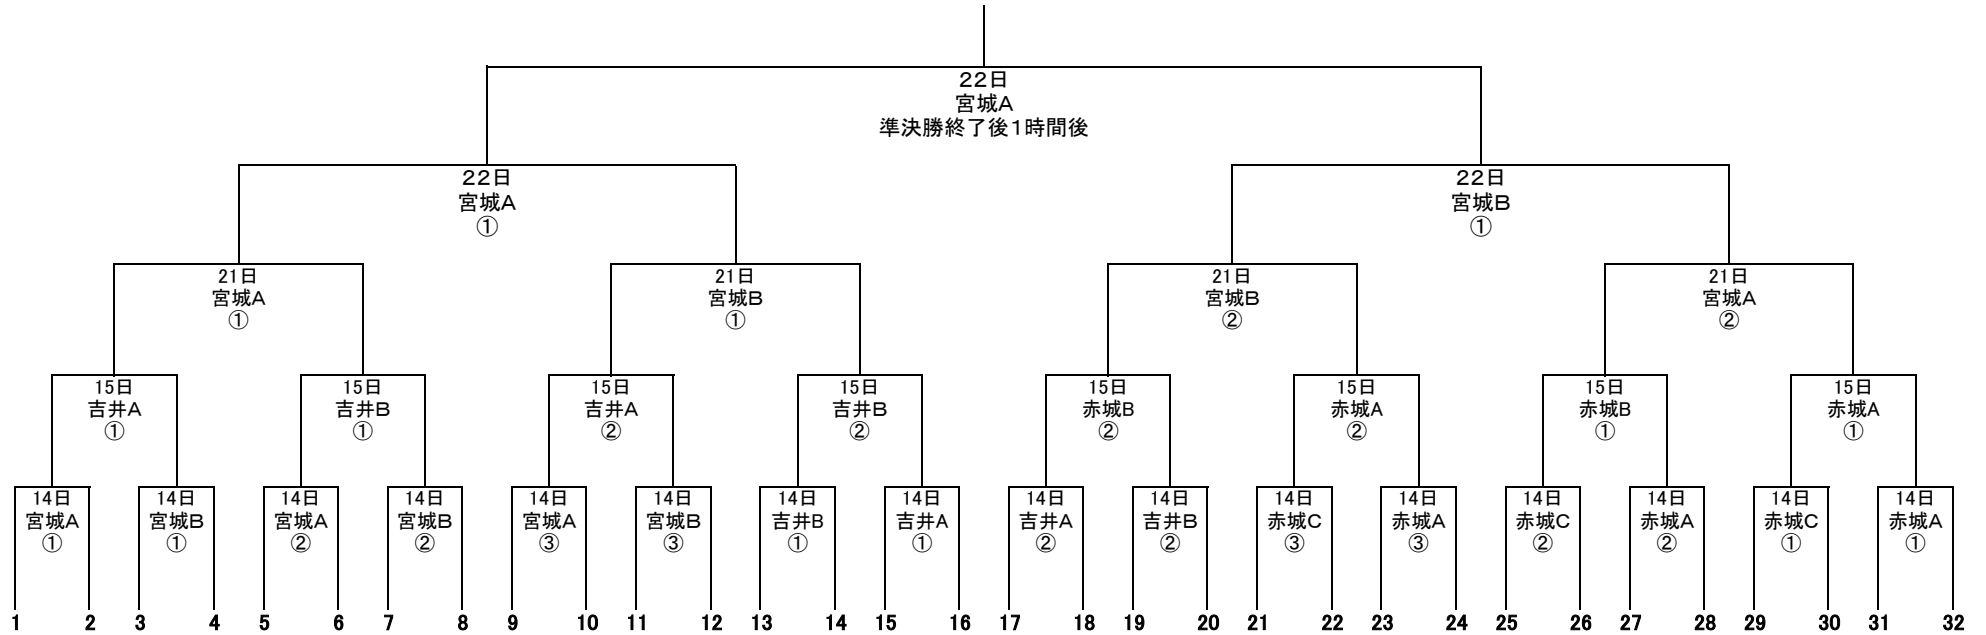 22日
宮城A
準決勝終了後1時間後
22日
宮城A
①
22日
宮城B
①
21日
宮城A
①
21日
宮城B
①
21日
宮城B
②
21日
宮城A
②
15日
吉井A
①
15日
吉井B
①
15日
吉井A
②
15日
吉井B
②
15日
赤城B
②
15日
赤城A
②
15日
赤城B
①
15日
赤城A
①
14日
宮城A
①
14日
宮城B
①
14日
宮城A
②
14日
宮城B
②
14日
宮城A
③
14日
宮城B
③
14日
吉井B
①
14日
吉井A
①
14日
吉井A
②
14日
吉井B
②
14日
赤城C
③
14日
赤城A
③
14日
赤城C
②
14日
赤城A
②
14日
赤城C
①
14日
赤城A
①
1 2 3 4 5 6 7 8 9 10 11 12 13 14 15 16 17 18 19 20 21 22 23 24 25 26 27 28 29 30 31 32